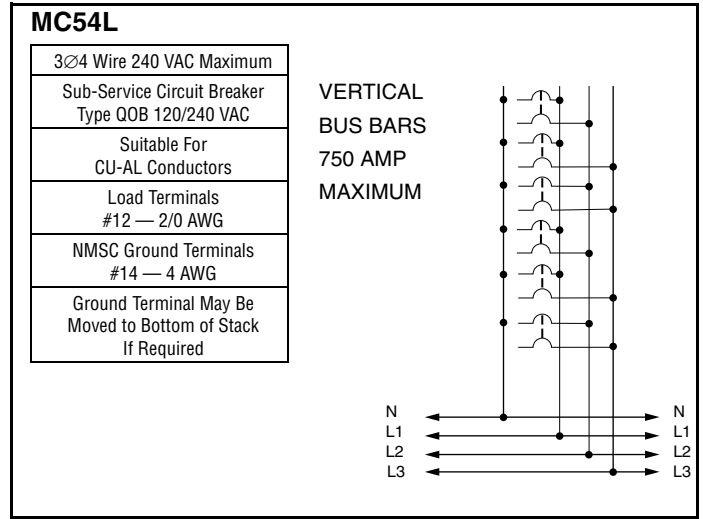 MC54L
3∅4 Wire 240 VAC Maximum
Sub-Service Circuit Breaker
Type QOB 120/240 VAC
Suitable For
CU-AL Conductors
Load Terminals
#12 — 2/0 AWG
NMSC Ground Terminals
#14 — 4 AWG
Ground Terminal May Be
Moved to Bottom of Stack
If Required
VERTICAL
BUS BARS
750 AMP
MAXIMUM
N N
L1 L1
L2 L2
L3 L3